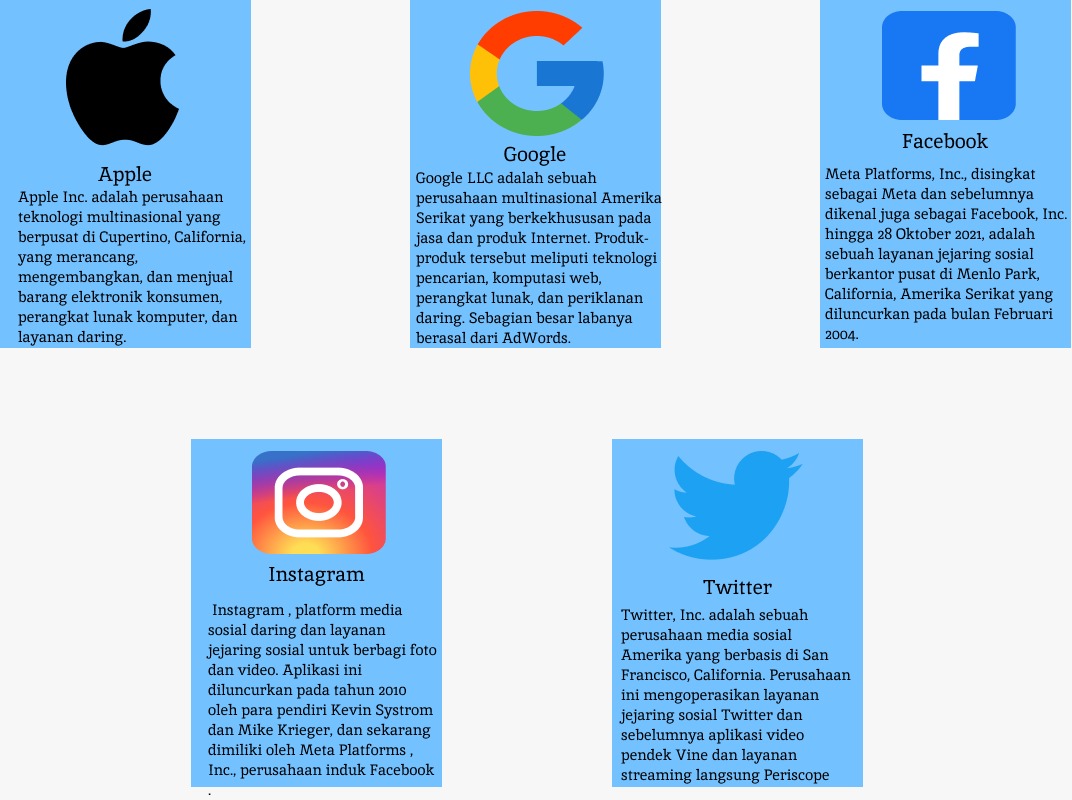 Apple
Apple Inc. adalah perusahaan
teknologi multinasional yang
berpusat di Cupertino, California,
yang merancang,
mengembangkan, dan menjual
barang elektronik konsumen,
perangkat lunak komputer, dan
layanan daring.
Google
Google LLC adalah sebuah
perusahaan multinasional Amerika
Serikat yang berkekhususan pada
jasa dan produk Internet. Produk-
produk tersebut meliputi teknologi
pencarian, komputasi web,
perangkat lunak, dan periklanan
daring. Sebagian besar labanya
berasal dari AdWords.
Facebook
Meta Platforms, Inc., disingkat
sebagai Meta dan sebelumnya
dikenal juga sebagai Facebook, Inc.
hingga 28 Oktober 2021, adalah
sebuah layanan jejaring sosial
berkantor pusat di Menlo Park,
California, Amerika Serikat yang
diluncurkan pada bulan Februari
2004.
Instagram
Instagram , platform media
sosial daring dan layanan
jejaring sosial untuk berbagi foto
dan video. Aplikasi ini
diluncurkan pada tahun 2010
oleh para pendiri Kevin Systrom
dan Mike Krieger, dan sekarang
dimiliki oleh Meta Platforms ,
Inc., perusahaan induk Facebook
.
Twitter
Twitter, Inc. adalah sebuah
perusahaan media sosial
Amerika yang berbasis di San
Francisco, California. Perusahaan
ini mengoperasikan layanan
jejaring sosial Twitter dan
sebelumnya aplikasi video
pendek Vine dan layanan
streaming langsung Periscope